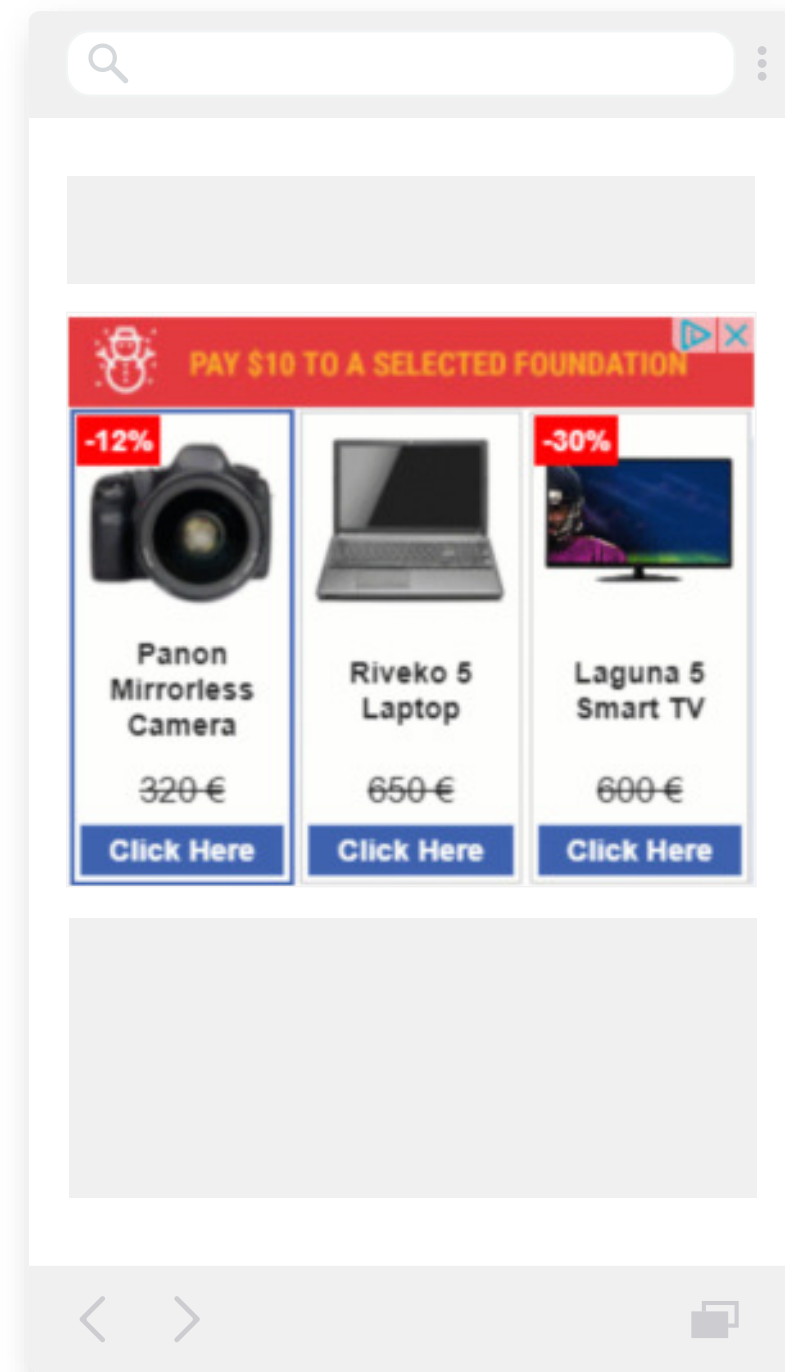 PAY $10 TO A SELECTED FOUNDATION
-12%
Panon
Mirrorless
Camera
320 €
Click Here
Riveko 5
Laptop
650 €
Click Here
-30%
Laguna 5
Smart TV
600 €
Click Here